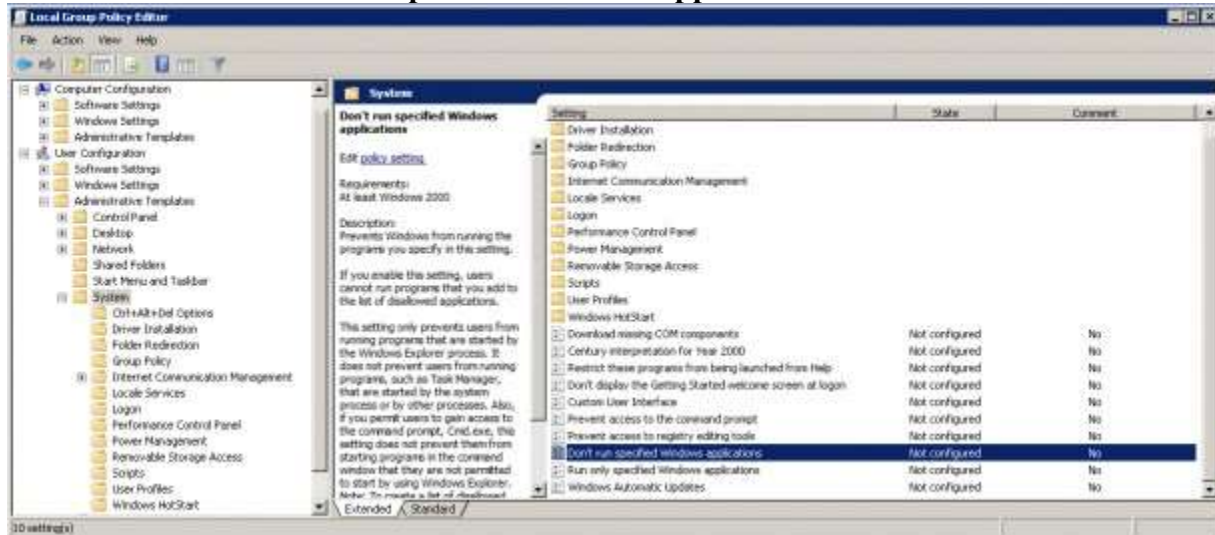 Local Group Policy Editor
File Action View Help
Computer Configuration
Software Settings
Windows Settings
Administrative Templates
User Configuration
Software Settings
Windows Settings
Administrative Templates
Control Panel
Desktop
Network
Shared Folders
Start Menu and Taskbar
System
Ctrl+Alt+Del Options
Driver Installation
Folder Redirection
Group Policy
Internet Communication Management
Locale Services
Logon
Performance Control Panel
Power Management
Removable Storage Access
Scripts
User Profiles
Windows HotStart
System
Don't run specified Windows
applications
Edit policy setting
Requirements:
At least Windows 2000
Description:
Prevents Windows from running the
programs you specify in this setting.
If you enable this setting, users
cannot run programs that you add to
the list of disallowed applications.
This setting only prevents users from
running programs that are started by
the Windows Explorer process. It
does not prevent users from running
programs, such as Task Manager,
that are started by the system
process or by other processes. Also,
if you permit users to gain access to
the command prompt, Cmd.exe, this
setting does not prevent them from
starting programs in the command
window that they are not permitted
to start by using Windows Explorer.
Note: To create a list of disallowed
Setting State Comment
Driver Installation
Folder Redirection
Group Policy
Internet Communication Management
Locale Services
Logon
Performance Control Panel
Power Management
Removable Storage Access
Scripts
User Profiles
Windows HotStart
Download missing COM components Not configured No
Century interpretation for Year 2000 Not configured No
Restrict these programs from being launched from Help Not configured No
Don't display the Getting Started welcome screen at logon Not configured No
Custom User Interface Not configured No
Prevent access to the command prompt Not configured No
Prevent access to registry editing tools Not configured No
Don't run specified Windows applications Not configured No
Run only specified Windows applications Not configured No
Windows Automatic Updates Not configured No
Extended Standard
10 setting(s)